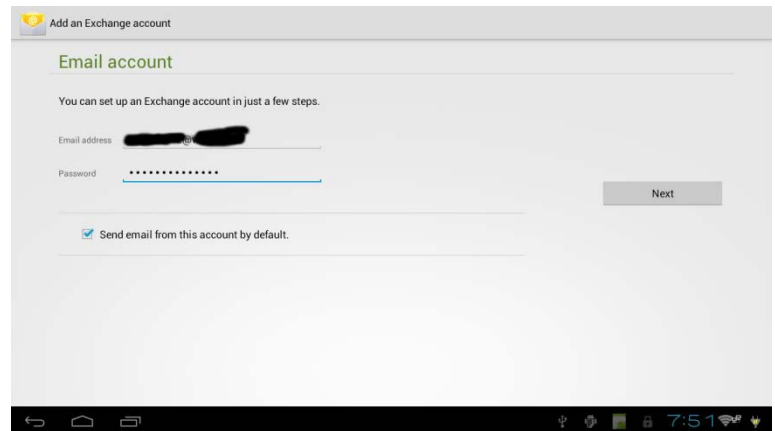 Add an Exchange account
Email account
You can set up an Exchange account in just a few steps.
Email address @
Password ••••••••••••••
Next
Send email from this account by default.
7:51